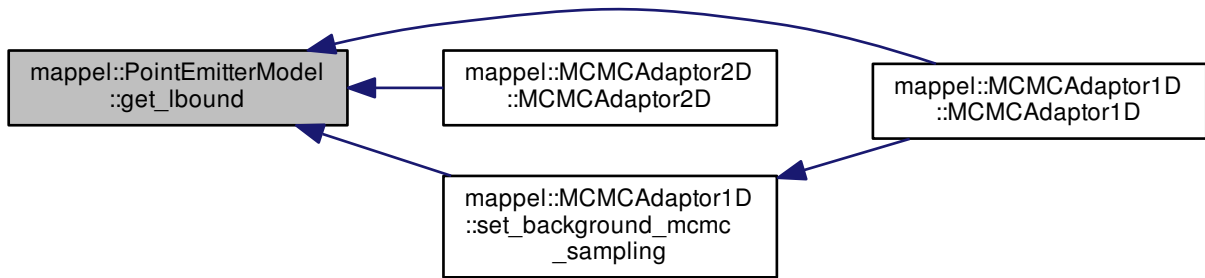 mappel::PointEmitterModel
::get_lbound
mappel::MCMCAdaptor2D
::MCMCAdaptor2D
mappel::MCMCAdaptor1D
::MCMCAdaptor1D
mappel::MCMCAdaptor1D
::set_background_mcmc
_sampling